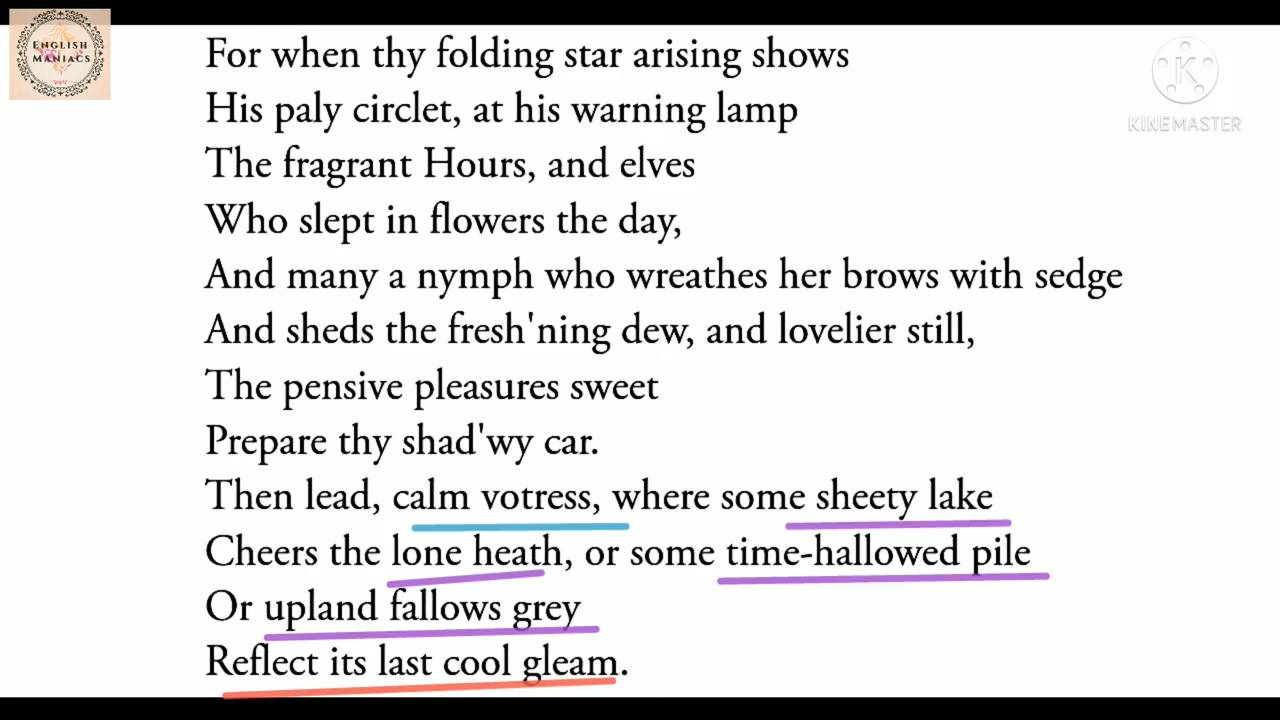 ENGLISH
MANIACS
For when thy folding star arising shows
His paly circlet, at his warning lamp
The fragrant Hours, and elves
Who slept in flowers the day,
And many a nymph who wreathes her brows with sedge
And sheds the fresh'ning dew, and lovelier still,
The pensive pleasures sweet
Prepare thy shad'wy car.
Then lead, calm votress, where some sheety lake
Cheers the lone heath, or some time-hallowed pile
Or upland fallows grey
Reflect its last cool gleam.
K
KINEMASTER